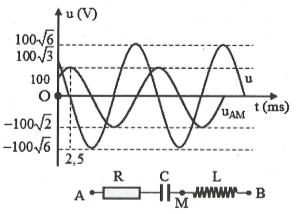 u (V)
100√6
100√3
100
O
u
u_AM
t (ms)
-100√2
-100√6
2,5
R C L
A M B